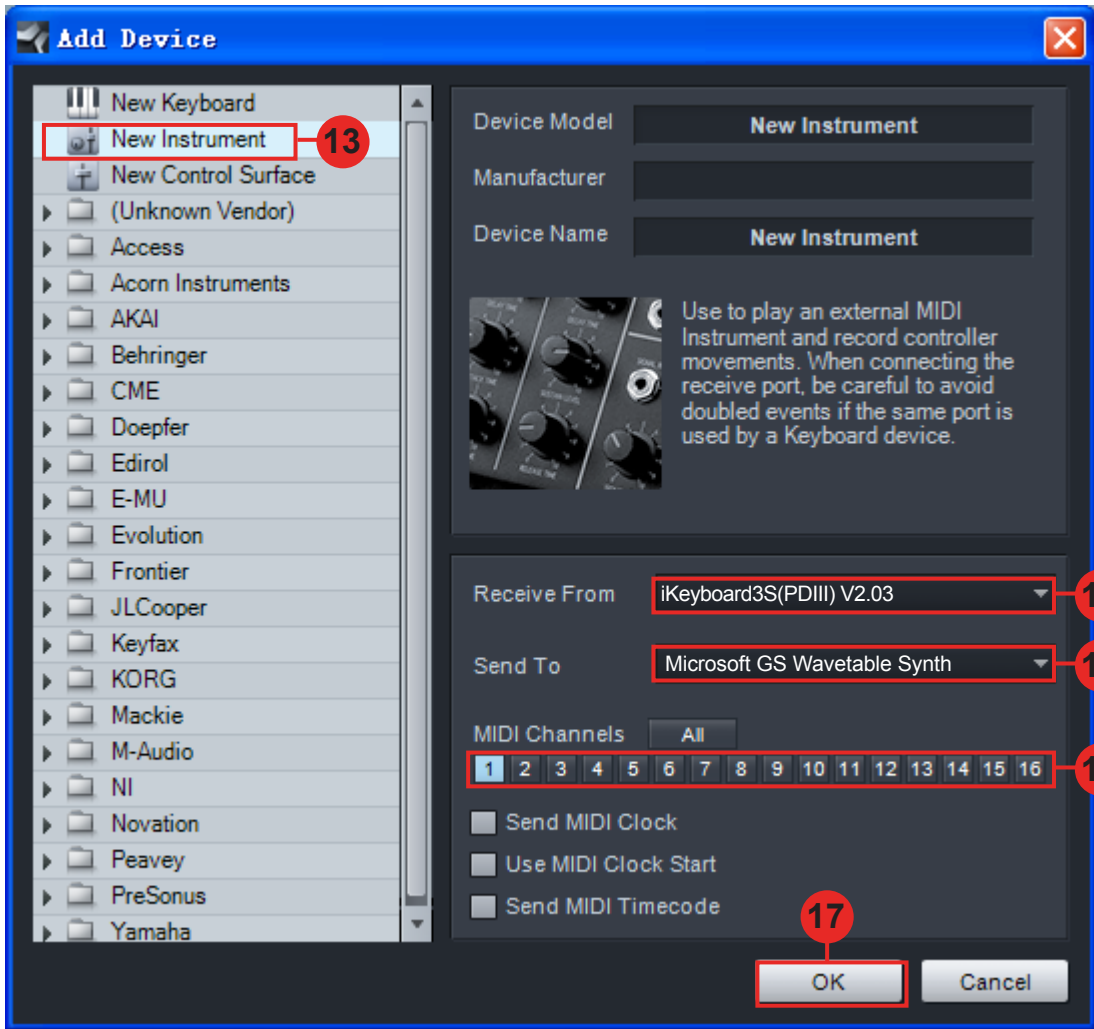 Add Device
New Keyboard
New Instrument
13
New Control Surface
(Unknown Vendor)
Access
Acorn Instruments
AKAI
Behringer
CME
Doepfer
Edirol
E-MU
Evolution
Frontier
JLCooper
Keyfax
KORG
Mackie
M-Audio
NI
Novation
Peavey
PreSonus
Yamaha
Device Model New Instrument
Manufacturer
Device Name New Instrument
Use to play an external MIDI
Instrument and record controller
movements. When connecting the
receive port, be careful to avoid
doubled events if the same port is
used by a Keyboard device.
Receive From iKeyboard3S(PDIII) V2.03
Send To Microsoft GS Wavetable Synth
MIDI Channels All
1 2 3 4 5 6 7 8 9 10 11 12 13 14 15 16
Send MIDI Clock
Use MIDI Clock Start
Send MIDI Timecode
17
OK Cancel